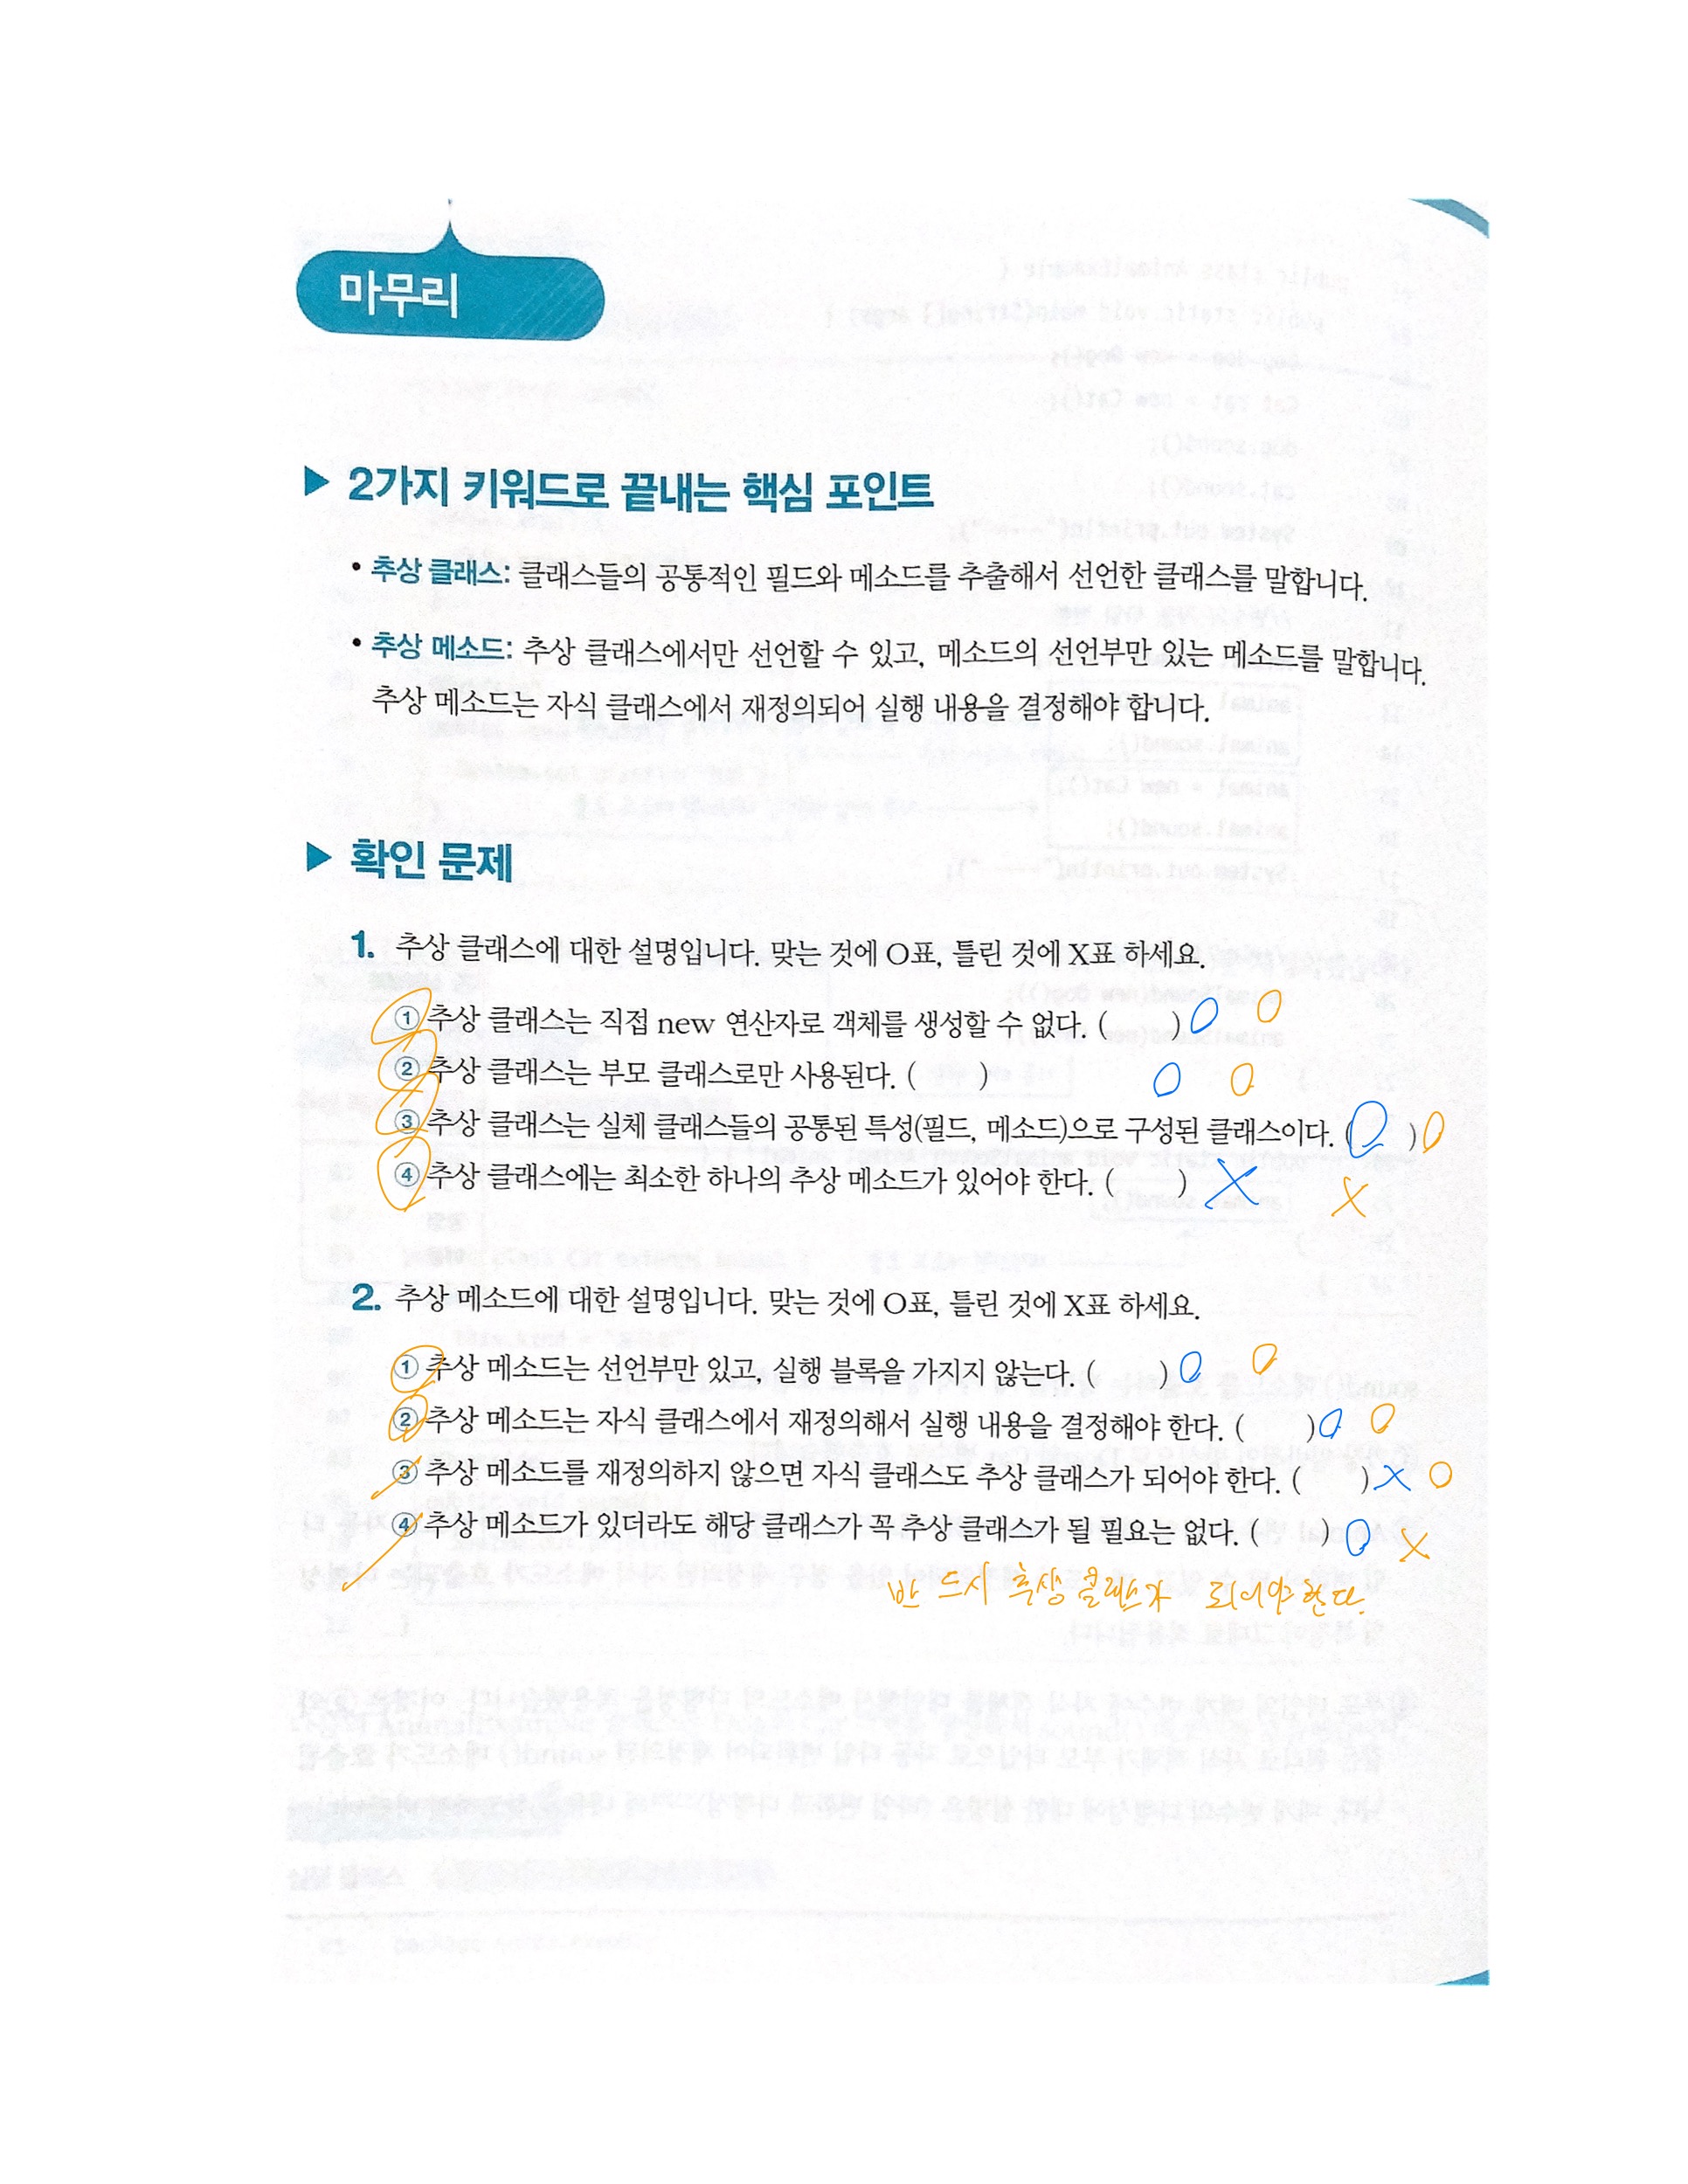 마무리
▶ 2가지 키워드로 끝내는 핵심 포인트
• 추상 클래스: 클래스들의 공통적인 필드와 메소드를 추출해서 선언한 클래스를 말합니다.
• 추상 메소드: 추상 클래스에서만 선언할 수 있고, 메소드의 선언부만 있는 메소드를 말합니다.
추상 메소드는 자식 클래스에서 재정의되어 실행 내용을 결정해야 합니다.
▶ 확인 문제
1. 추상 클래스에 대한 설명입니다. 맞는 것에 O표, 틀린 것에 X표 하세요.
① 추상 클래스는 직접 new 연산자로 객체를 생성할 수 없다. ( ) O O
② 추상 클래스는 부모 클래스로만 사용된다. ( ) O O
③ 추상 클래스는 실체 클래스들의 공통된 특성(필드, 메소드)으로 구성된 클래스이다. (O ) O
④ 추상 클래스에는 최소한 하나의 추상 메소드가 있어야 한다. ( ) X X
2. 추상 메소드에 대한 설명입니다. 맞는 것에 O표, 틀린 것에 X표 하세요.
① 추상 메소드는 선언부만 있고, 실행 블록을 가지지 않는다. ( ) O O
② 추상 메소드는 자식 클래스에서 재정의해서 실행 내용을 결정해야 한다. ( ) O O
③ 추상 메소드를 재정의하지 않으면 자식 클래스도 추상 클래스가 되어야 한다. ( ) X O
④ 추상 메소드가 있더라도 해당 클래스가 꼭 추상 클래스가 될 필요는 없다. ( ) O X
반드시 추상클래스가 되어야 한다.